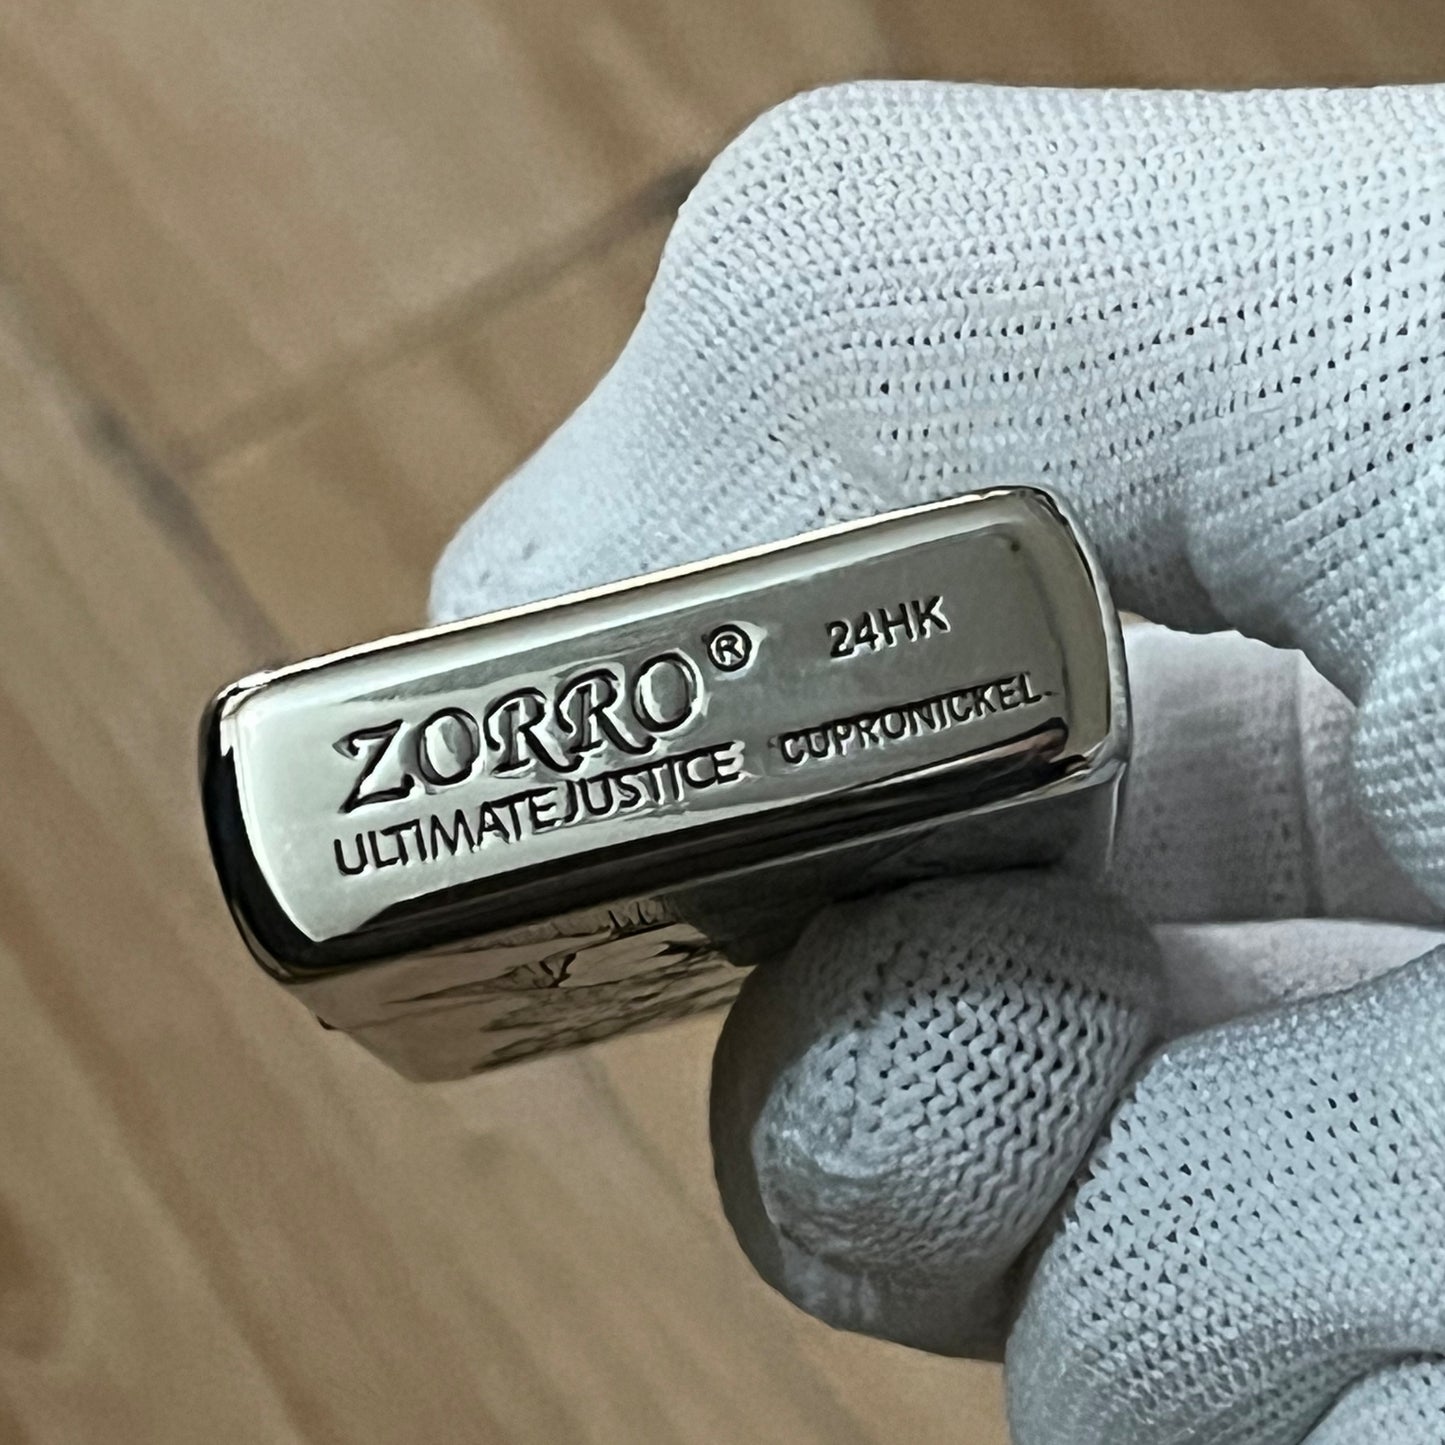 ZORRO® 24HK
ULTIMATE JUSTICE CUPRONICKEL